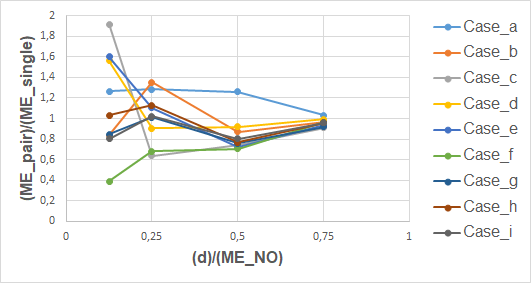 2
1,8
1,6
1,4
1,2
1
0,8
0,6
0,4
0,2
0
(ME_pair)/(ME_single)
0 0,25 0,5 0,75 1
(d)/(ME_NO)
Case_a
Case_b
Case_c
Case_d
Case_e
Case_f
Case_g
Case_h
Case_i